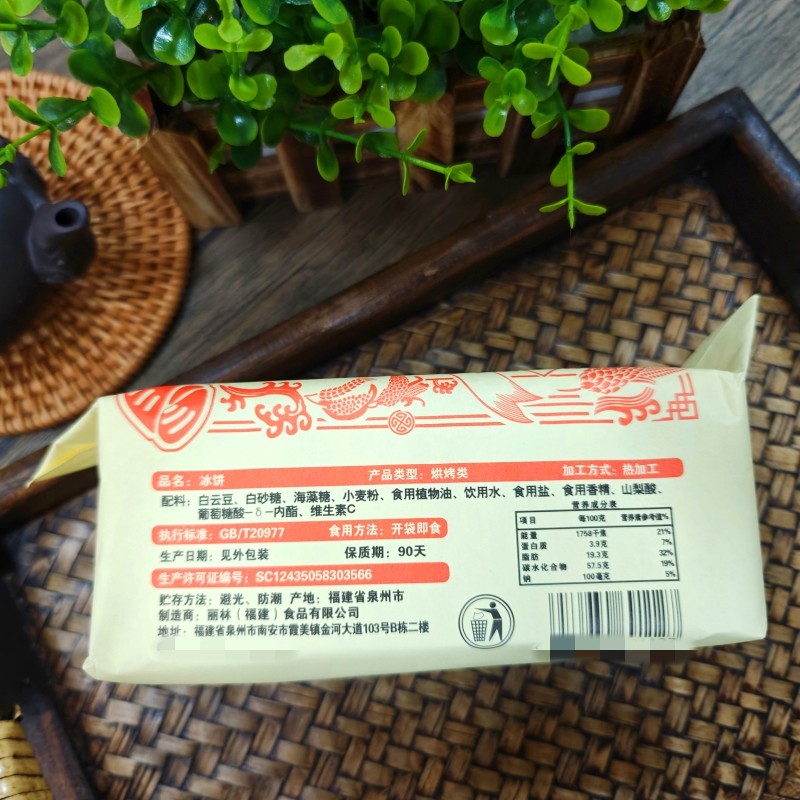 品名：冰饼 产品类型：烘烤类 加工方式：热加工
配料：白云豆、白砂糖、海藻糖、小麦粉、食用植物油、饮用水、食用盐、食用香精、山梨酸、
葡萄糖酸-δ-内酯、维生素C
执行标准：GB/T20977 食用方法：开袋即食
生产日期：见外包装 保质期：90天
生产许可证编号：SC12435058303566
贮存方法：避光、防潮 产地：福建省泉州市
制造商：丽林（福建）食品有限公司
地址：福建省泉州市南安市霞美镇金河大道103号B栋二楼
营养成分表
项目 每100克 营养素参考值%
能量 1758千焦 21%
蛋白质 3.9克 7%
脂肪 19.3克 32%
碳水化合物 57.5克 19%
钠 100毫克 5%